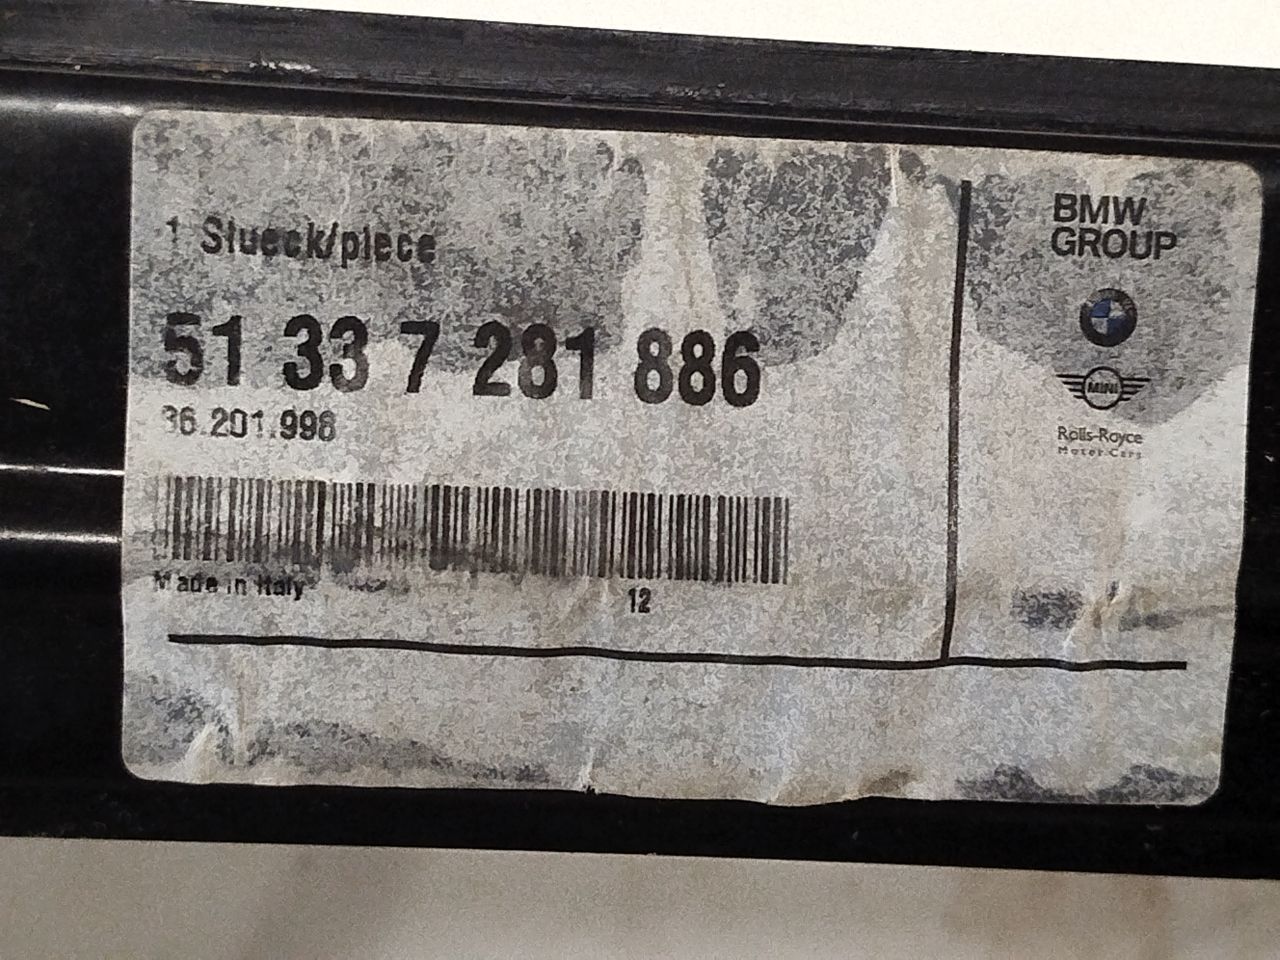 1 Stueck/piece
51 33 7 281 886
36.201.998
Made in Italy
12
BMW
GROUP
MINI
Rolls-Royce
Motor Cars